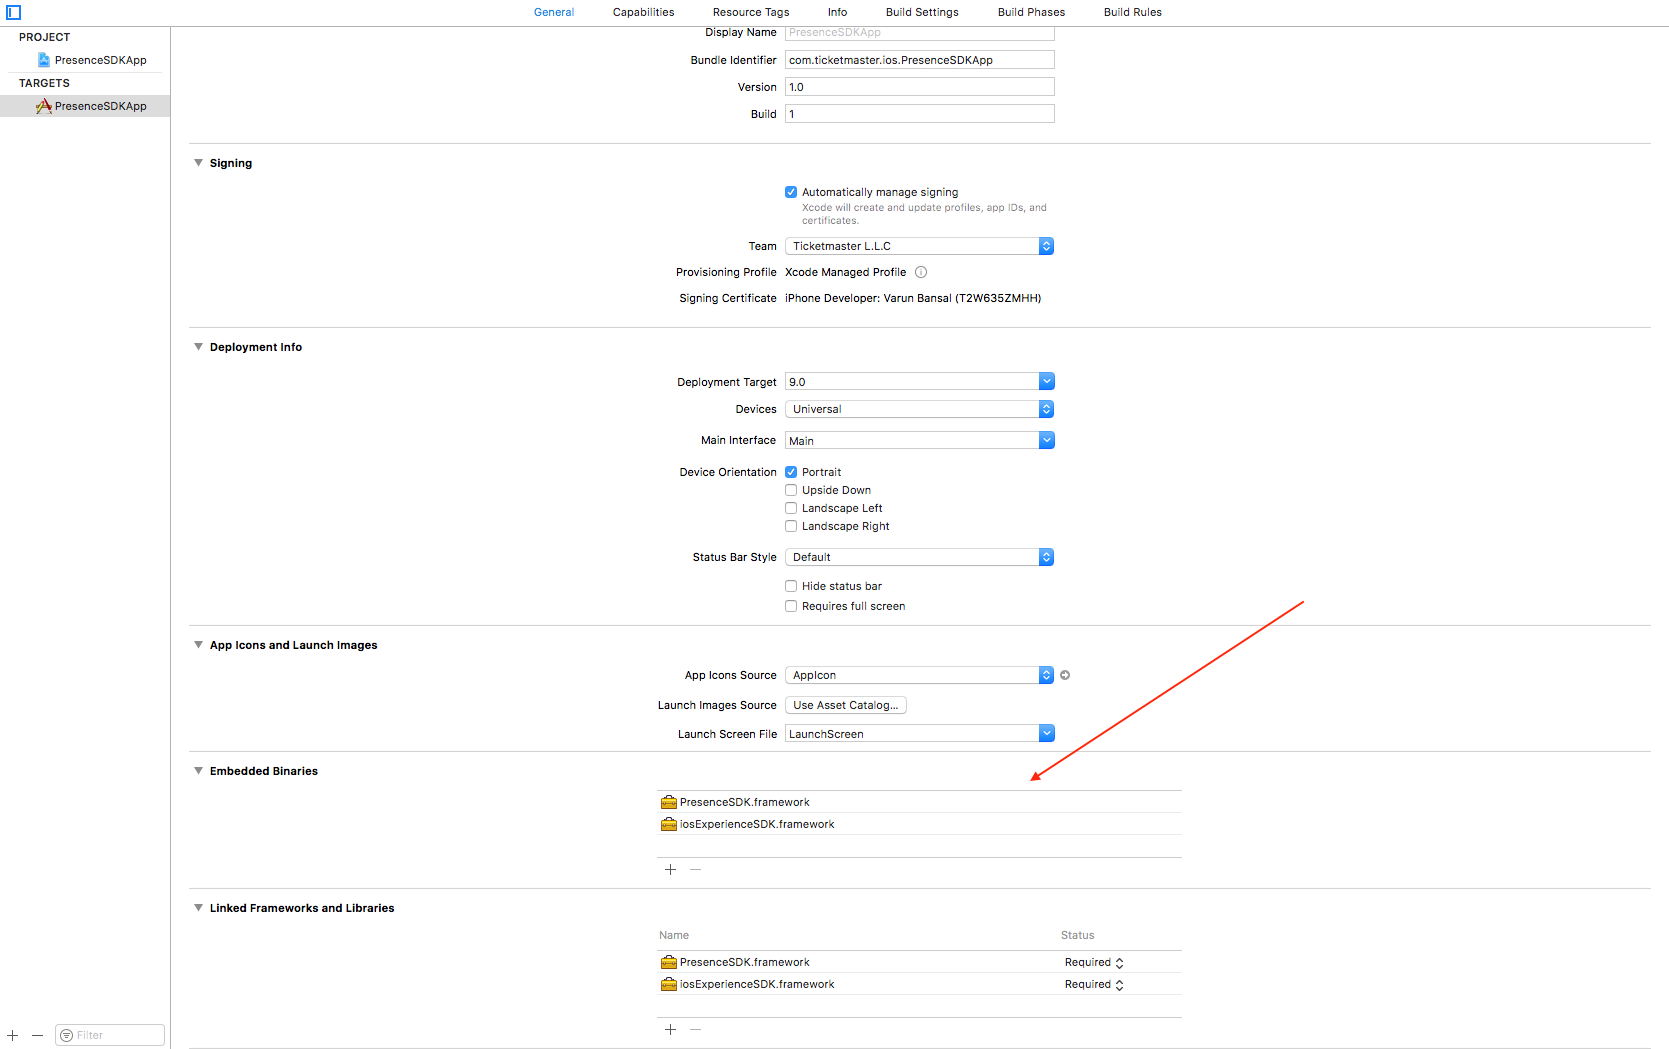 General Capabilities Resource Tags Info Build Settings Build Phases Build Rules
PROJECT
PresenceSDKApp
TARGETS
PresenceSDKApp
Display Name PresenceSDKApp
Bundle Identifier com.ticketmaster.ios.PresenceSDKApp
Version 1.0
Build 1
Signing
Automatically manage signing
Xcode will create and update profiles, app IDs, and
certificates.
Team Ticketmaster L.L.C
Provisioning Profile Xcode Managed Profile
Signing Certificate iPhone Developer: Varun Bansal (T2W635ZMHH)
Deployment Info
Deployment Target 9.0
Devices Universal
Main Interface Main
Device Orientation Portrait
Upside Down
Landscape Left
Landscape Right
Status Bar Style Default
Hide status bar
Requires full screen
App Icons and Launch Images
App Icons Source AppIcon
Launch Images Source Use Asset Catalog...
Launch Screen File LaunchScreen
Embedded Binaries
PresenceSDK.framework
iosExperienceSDK.framework
Linked Frameworks and Libraries
Name Status
PresenceSDK.framework Required
iosExperienceSDK.framework Required
Filter